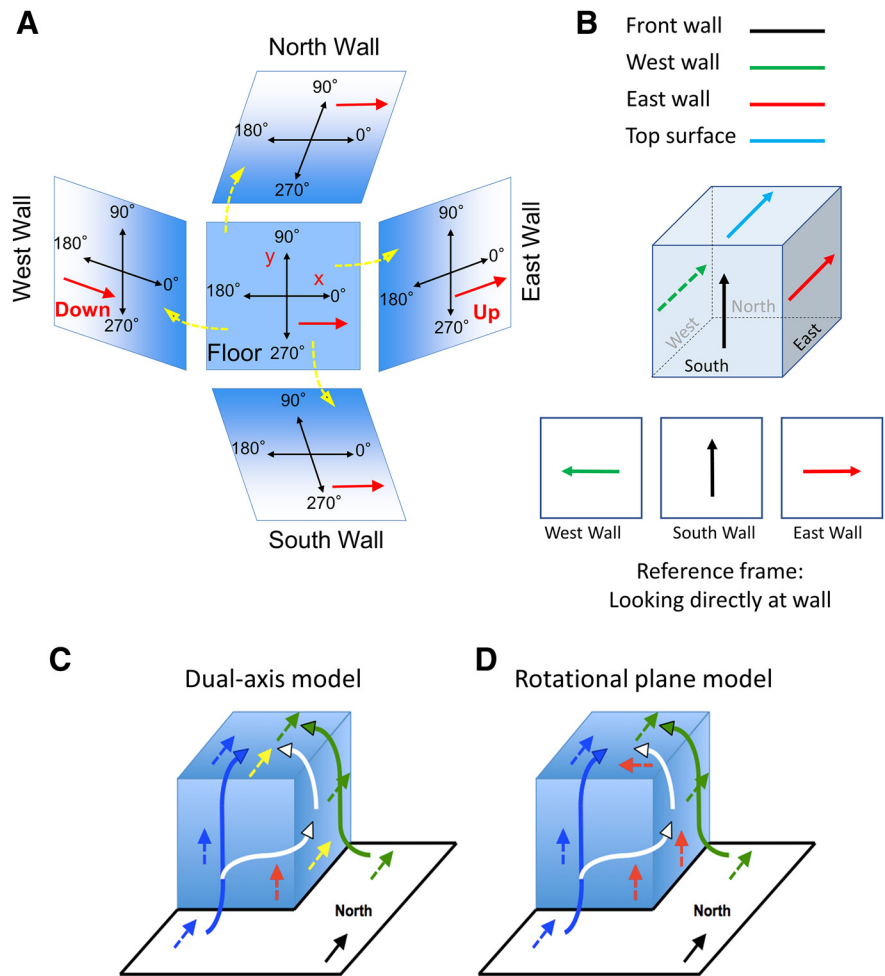 A
North Wall
90°
180°
0°
270°
West Wall
90°
180°
0°
Down
270°
90°
y
x
180°
0°
270°
Floor
90°
0°
180°
Up
270°
East Wall
90°
180°
0°
270°
South Wall
B
Front wall
West wall
East wall
Top surface
North
West
East
South
West Wall
South Wall
East Wall
Reference frame:
Looking directly at wall
C
Dual-axis model
North
D
Rotational plane model
North